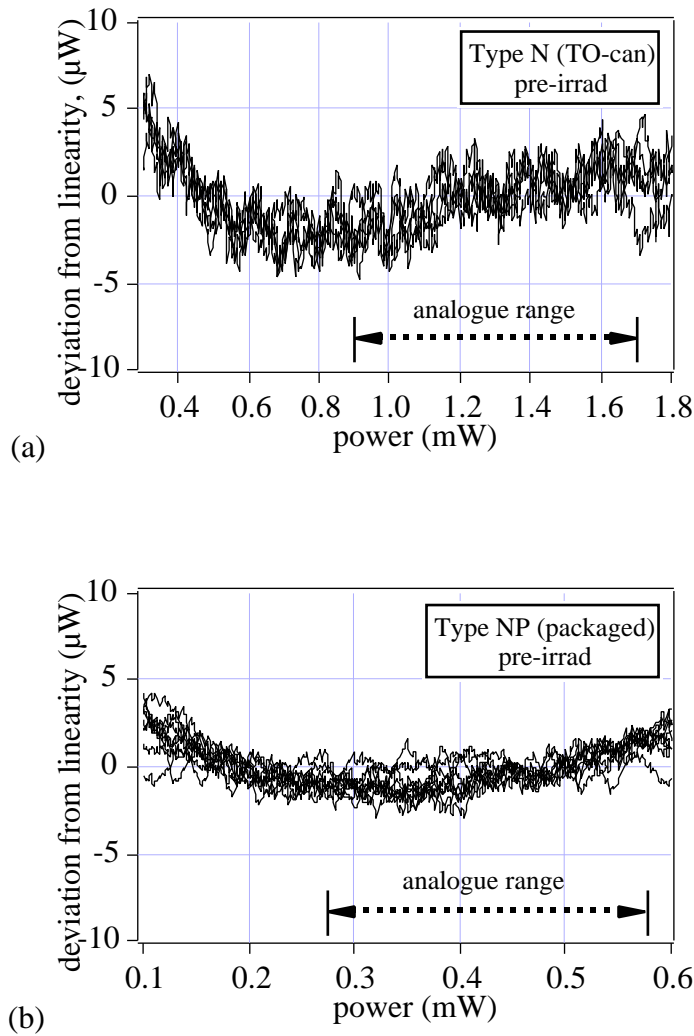 10
5
0
-5
-10
deviation from linearity, (µW)
Type N (TO-can)
pre-irrad
analogue range
0.4 0.6 0.8 1.0 1.2 1.4 1.6 1.8
power (mW)
(a)
10
5
0
-5
-10
deviation from linearity (µW)
Type NP (packaged)
pre-irrad
analogue range
0.1 0.2 0.3 0.4 0.5 0.6
power (mW)
(b)